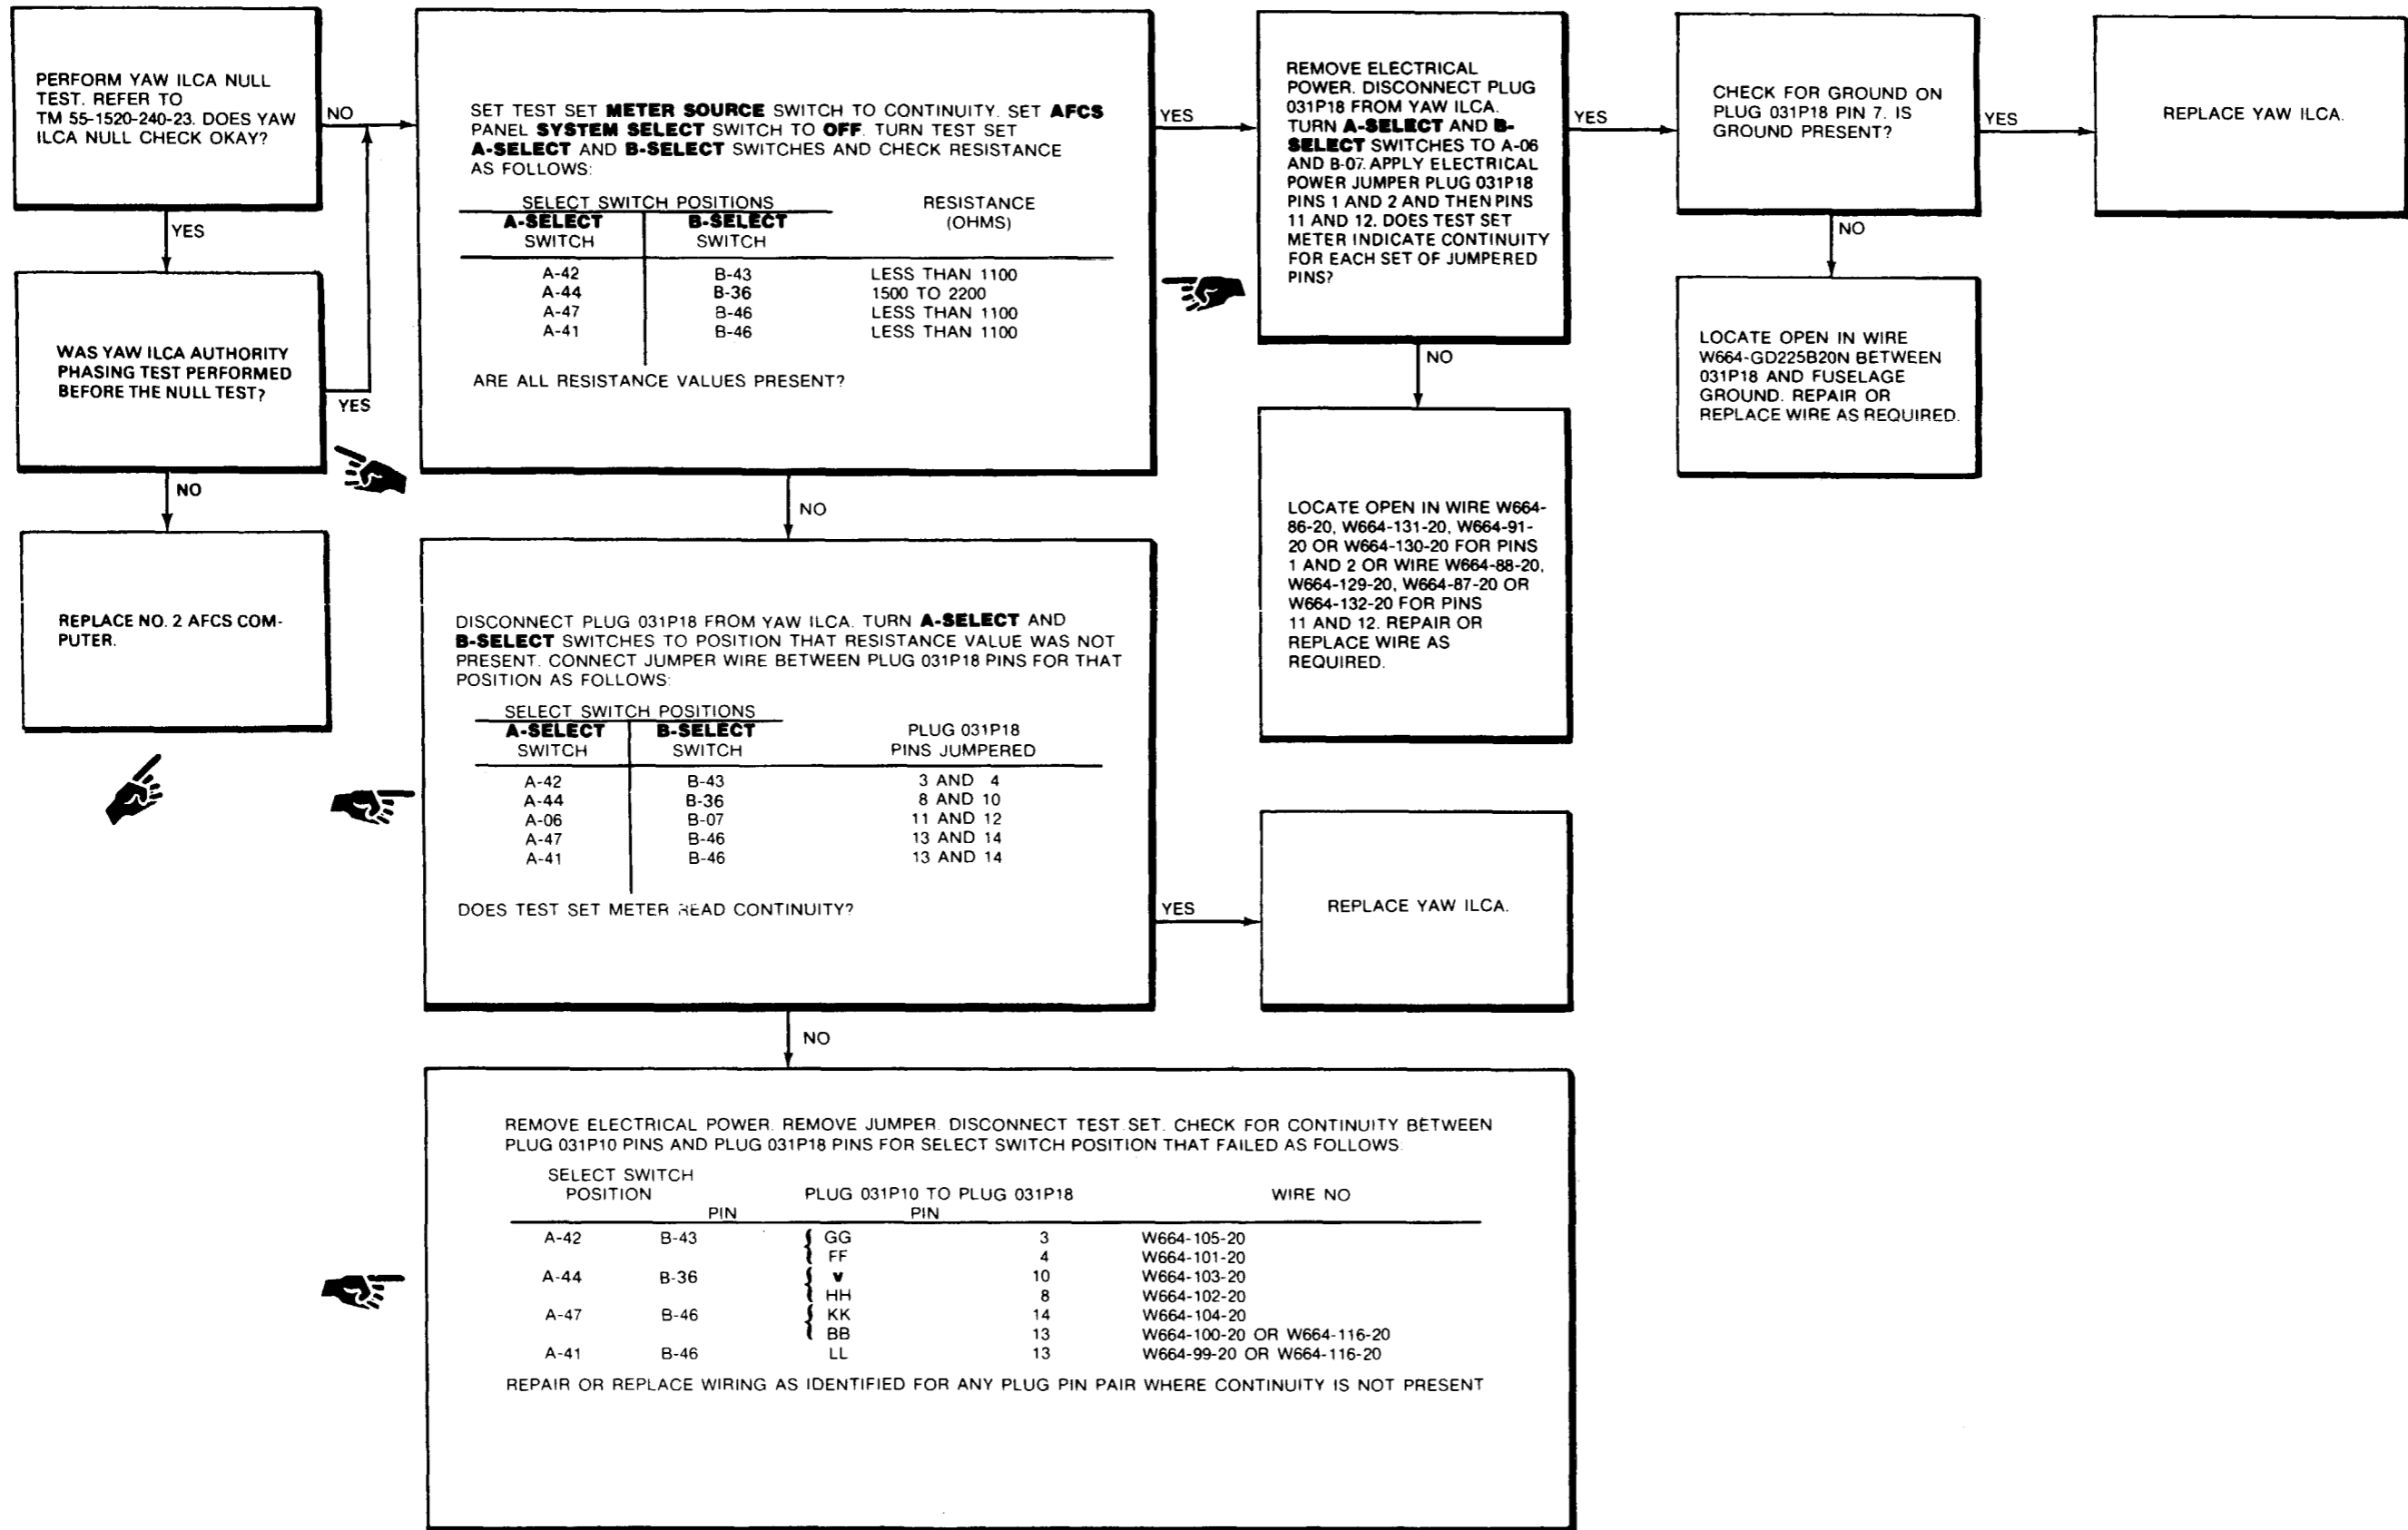 PERFORM YAW ILCA NULL
TEST. REFER TO
TM 55-1520-240-23. DOES YAW
ILCA NULL CHECK OKAY?
NO
YES
WAS YAW ILCA AUTHORITY
PHASING TEST PERFORMED
BEFORE THE NULL TEST?
YES
NO
REPLACE NO. 2 AFCS COM-
PUTER.
SET TEST SET METER SOURCE SWITCH TO CONTINUITY. SET AFCS
PANEL SYSTEM SELECT SWITCH TO OFF. TURN TEST SET
A-SELECT AND B-SELECT SWITCHES AND CHECK RESISTANCE
AS FOLLOWS:
SELECT SWITCH POSITIONS RESISTANCE
A-SELECT B-SELECT (OHMS)
SWITCH SWITCH
A-42 B-43 LESS THAN 1100
A-44 B-36 1500 TO 2200
A-47 B-46 LESS THAN 1100
A-41 B-46 LESS THAN 1100
ARE ALL RESISTANCE VALUES PRESENT?
YES
NO
REMOVE ELECTRICAL
POWER. DISCONNECT PLUG
031P18 FROM YAW ILCA.
TURN A-SELECT AND B-
SELECT SWITCHES TO A-06
AND B-07. APPLY ELECTRICAL
POWER JUMPER PLUG 031P18
PINS 1 AND 2 AND THEN PINS
11 AND 12. DOES TEST SET
METER INDICATE CONTINUITY
FOR EACH SET OF JUMPERED
PINS?
YES
NO
CHECK FOR GROUND ON
PLUG 031P18 PIN 7. IS
GROUND PRESENT?
YES
NO
REPLACE YAW ILCA.
LOCATE OPEN IN WIRE
W664-GD225B20N BETWEEN
031P18 AND FUSELAGE
GROUND. REPAIR OR
REPLACE WIRE AS REQUIRED.
LOCATE OPEN IN WIRE W664-
86-20, W664-131-20, W664-91-
20 OR W664-130-20 FOR PINS
1 AND 2 OR WIRE W664-88-20,
W664-129-20, W664-87-20 OR
W664-132-20 FOR PINS
11 AND 12. REPAIR OR
REPLACE WIRE AS
REQUIRED.
DISCONNECT PLUG 031P18 FROM YAW ILCA. TURN A-SELECT AND
B-SELECT SWITCHES TO POSITION THAT RESISTANCE VALUE WAS NOT
PRESENT. CONNECT JUMPER WIRE BETWEEN PLUG 031P18 PINS FOR THAT
POSITION AS FOLLOWS:
SELECT SWITCH POSITIONS
A-SELECT B-SELECT PLUG 031P18
SWITCH SWITCH PINS JUMPERED
A-42 B-43 3 AND 4
A-44 B-36 8 AND 10
A-06 B-07 11 AND 12
A-47 B-46 13 AND 14
A-41 B-46 13 AND 14
DOES TEST SET METER READ CONTINUITY?
YES
NO
REPLACE YAW ILCA.
REMOVE ELECTRICAL POWER. REMOVE JUMPER. DISCONNECT TEST SET. CHECK FOR CONTINUITY BETWEEN
PLUG 031P10 PINS AND PLUG 031P18 PINS FOR SELECT SWITCH POSITION THAT FAILED AS FOLLOWS:
SELECT SWITCH
POSITION PLUG 031P10 TO PLUG 031P18 WIRE NO
PIN PIN
A-42 B-43 { GG 3 W664-105-20
FF 4 W664-101-20
A-44 B-36 { v 10 W664-103-20
HH 8 W664-102-20
A-47 B-46 { KK 14 W664-104-20
BB 13 W664-100-20 OR W664-116-20
A-41 B-46 LL 13 W664-99-20 OR W664-116-20
REPAIR OR REPLACE WIRING AS IDENTIFIED FOR ANY PLUG PIN PAIR WHERE CONTINUITY IS NOT PRESENT